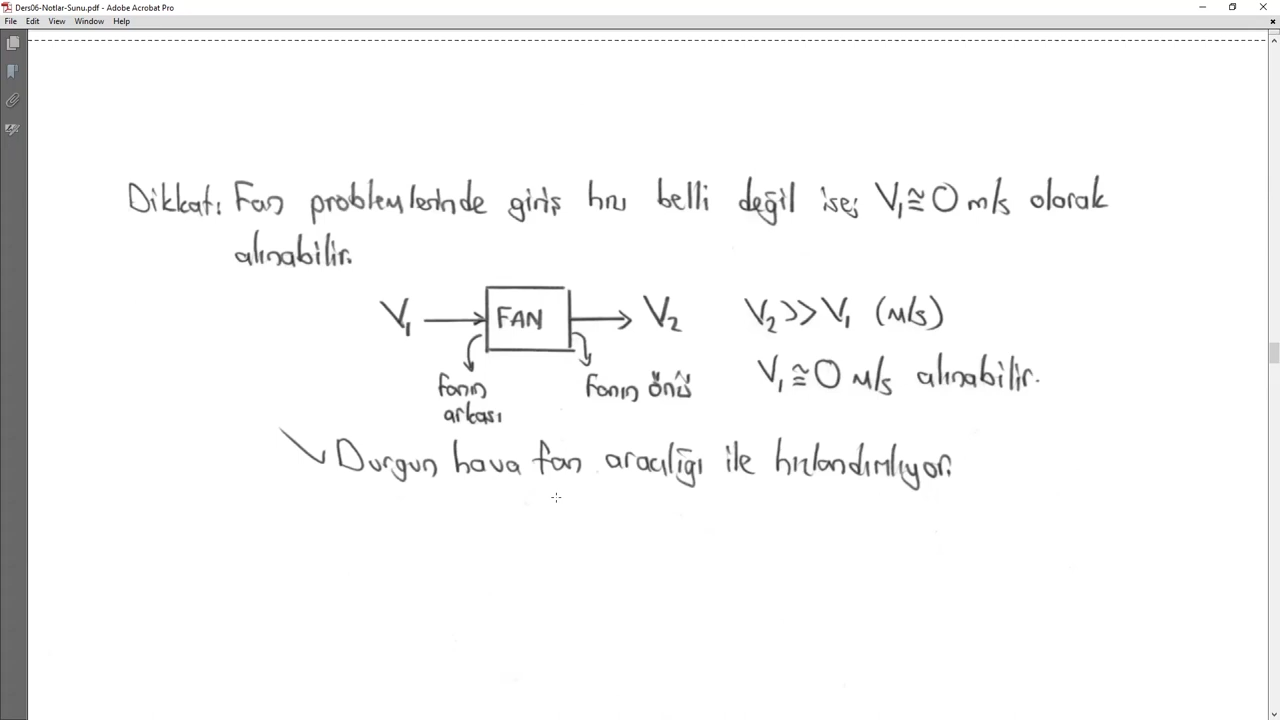 Ders06-Notlar-Sunu.pdf - Adobe Acrobat Pro
File Edit View Window Help
Dikkat: Fan problemlerinde giriş hızı belli değil ise; V₁≅0 m/s olarak
alınabilir.
V₁ → FAN → V₂ V₂>>V₁ (m/s)
fanın arkası
Fanın önü
V₁≅0 m/s alınabilir.
Durgun hava fan aracılığı ile hızlandırılıyor.